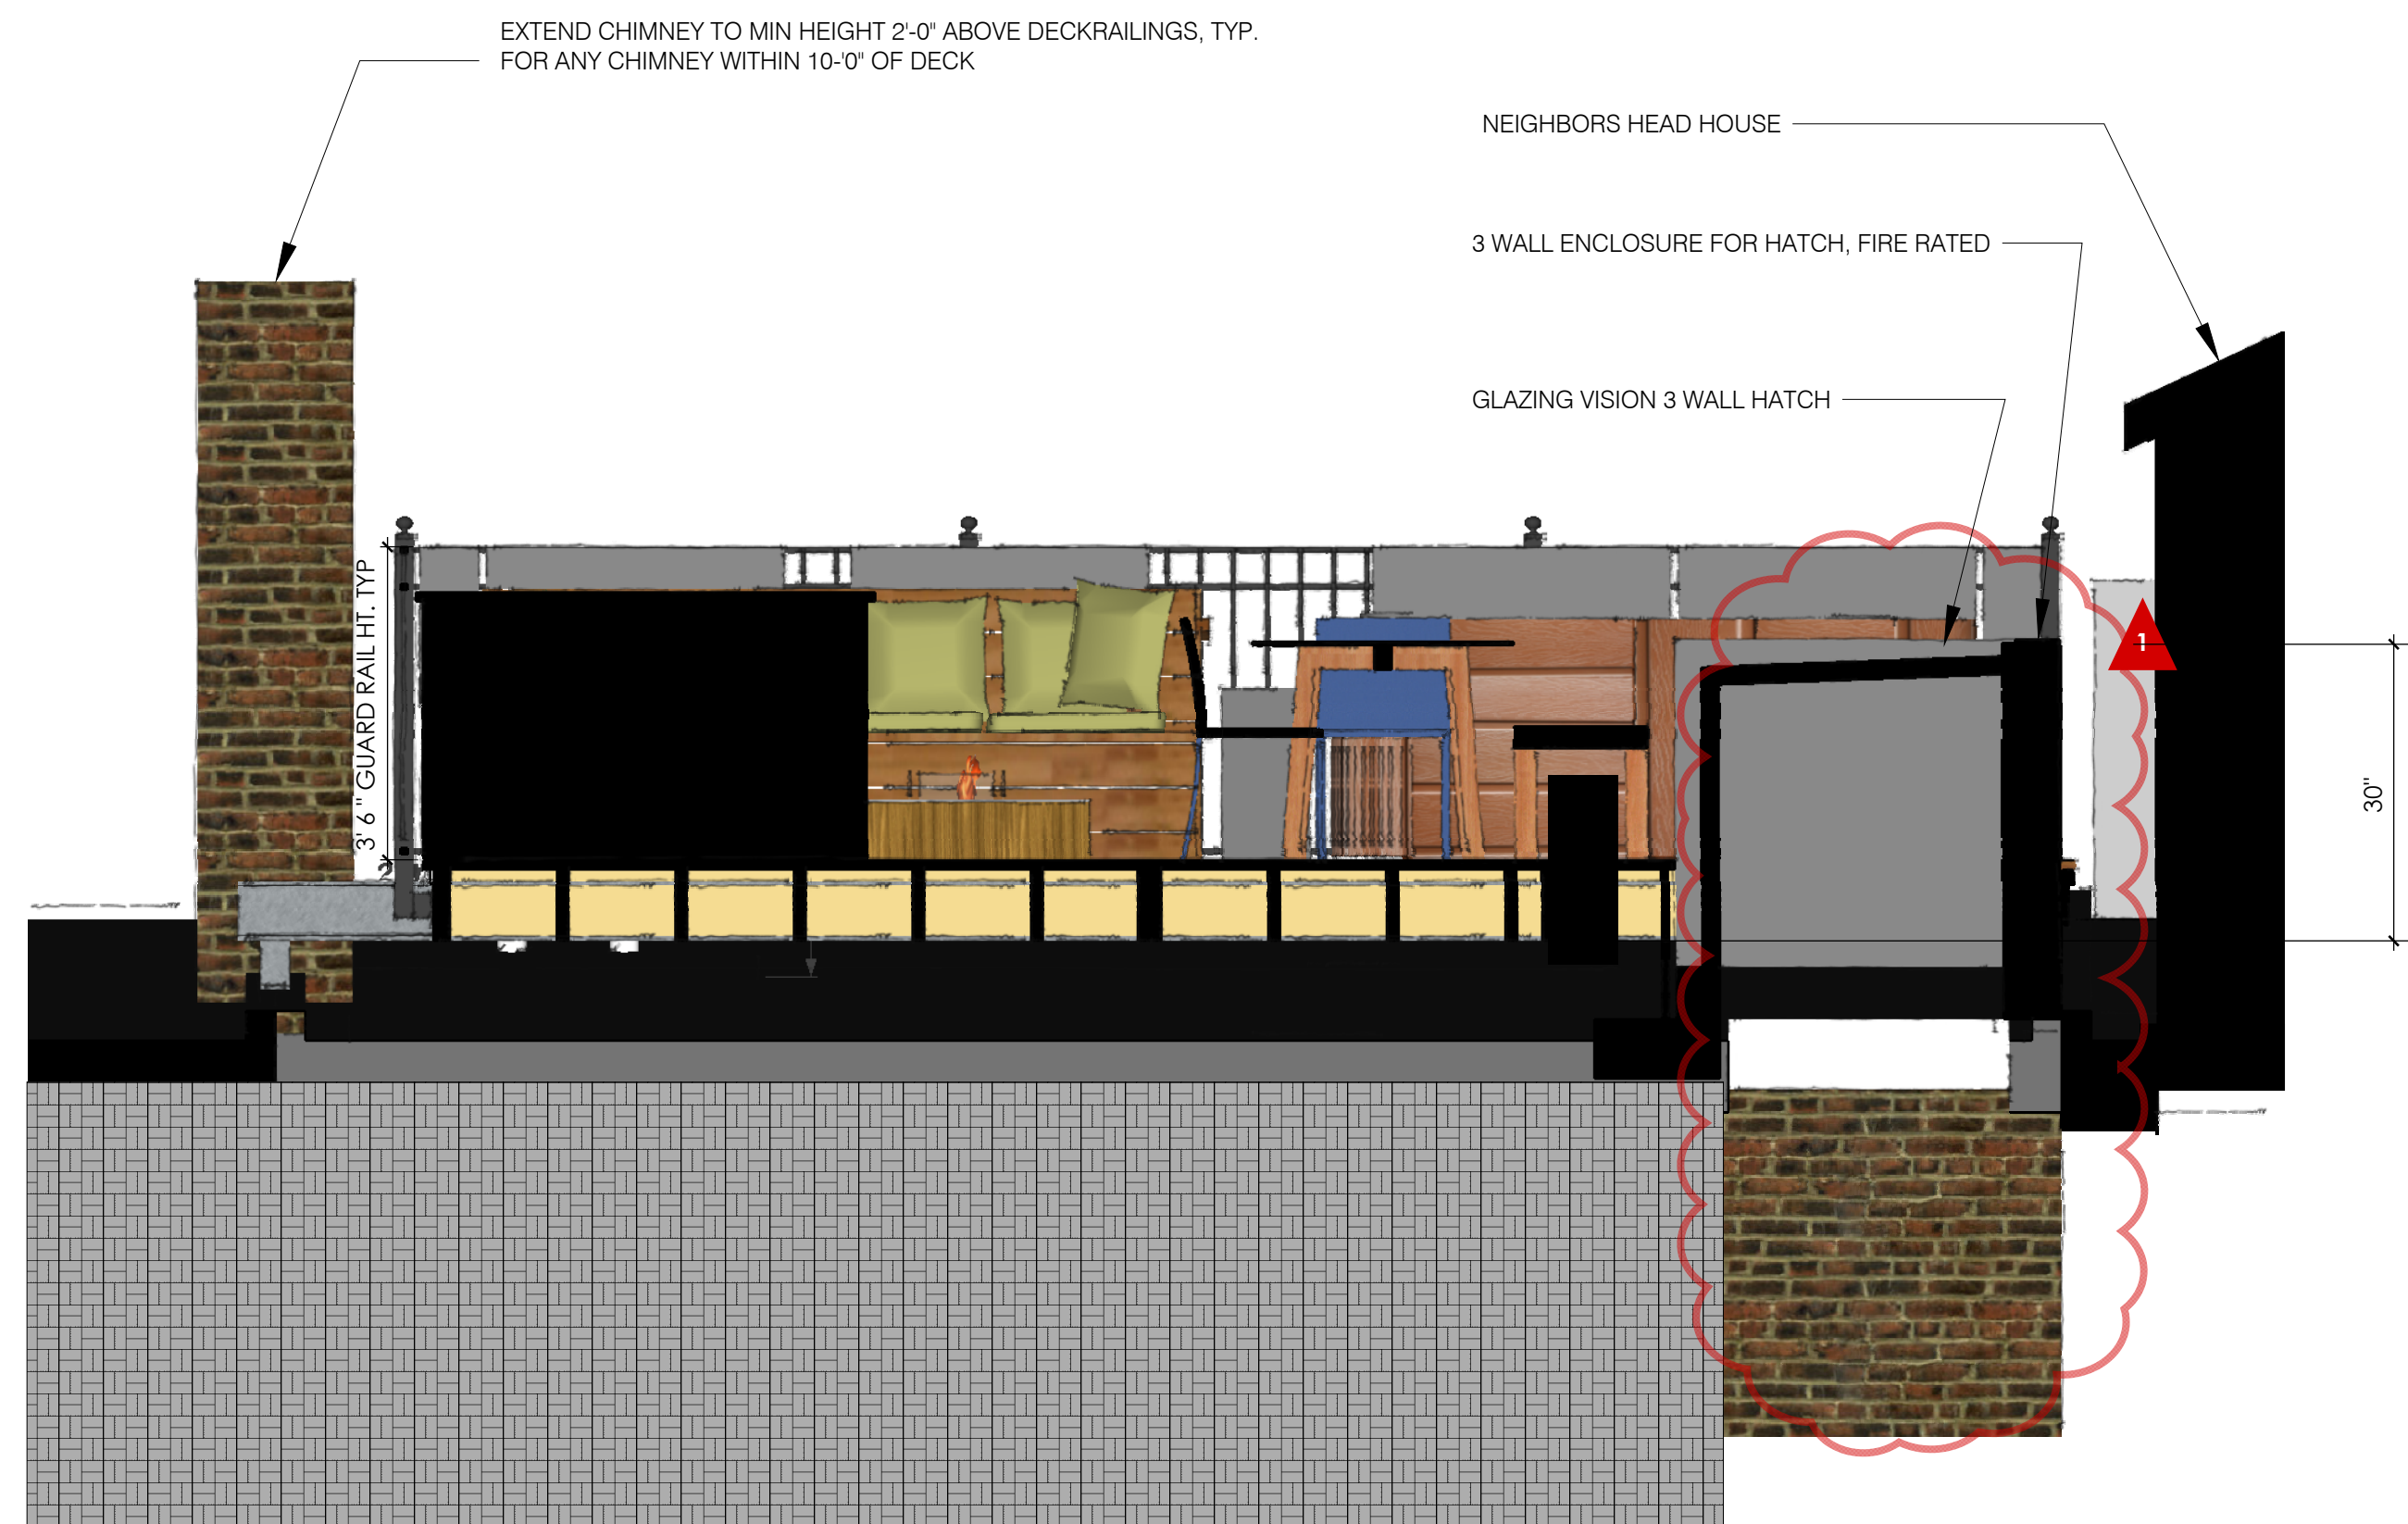 EXTEND CHIMNEY TO MIN HEIGHT 2'-0" ABOVE DECKRAILINGS, TYP.
FOR ANY CHIMNEY WITHIN 10-'0" OF DECK
NEIGHBORS HEAD HOUSE
3 WALL ENCLOSURE FOR HATCH, FIRE RATED
GLAZING VISION 3 WALL HATCH
3' 6 " GUARD RAIL HT. TYP
1
30"